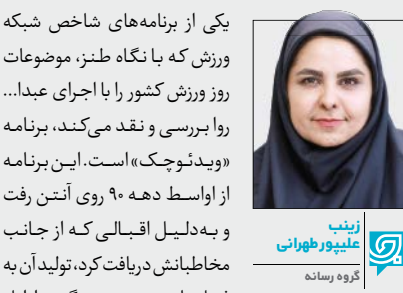 یکی از برنامه‌های شاخص شبکه
ورزش که با نگاه طنز، موضوعات
روز ورزش کشور را با اجرای عبدا...
روا بررسی و نقد می‌کند، برنامه
«ویدئوچک» است. این برنامه
از اواسط دهه ۹۰ روی آنتن رفت
و به‌دلیل اقبالی که از جانب
مخاطبانش دریافت کرد، تولید آن به
زینب
علیپور طهرانی
گروه رسانه